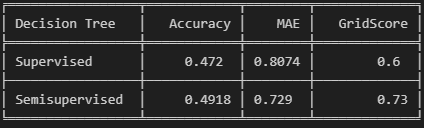 Decision Tree Accuracy MAE GridScore
Supervised 0.472 0.8074 0.6
Semisupervised 0.4918 0.729 0.73